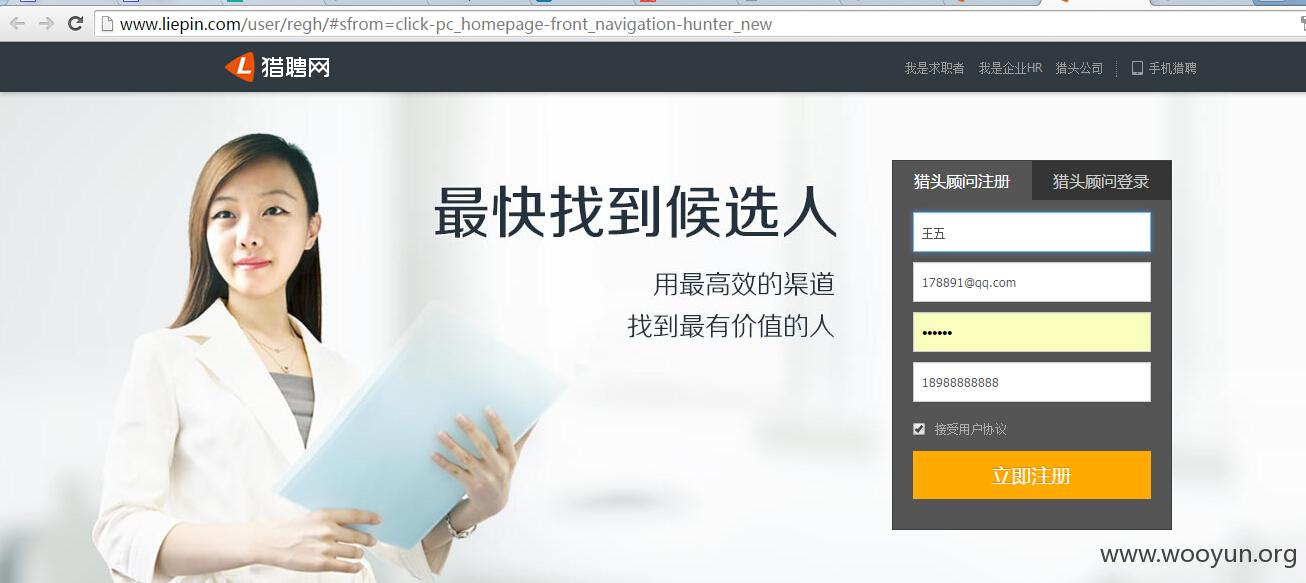 www.liepin.com/user/regh/#sfrom=click-pc_homepage-front_navigation-hunter_new
L 猎聘网
我是求职者 我是企业HR 猎头公司 手机猎聘
最快找到候选人
用最高效的渠道
找到最有价值的人
猎头顾问注册 猎头顾问登录
王五
178891@qq.com
••••••
18988888888
接受用户协议
立即注册
www.wooyun.org